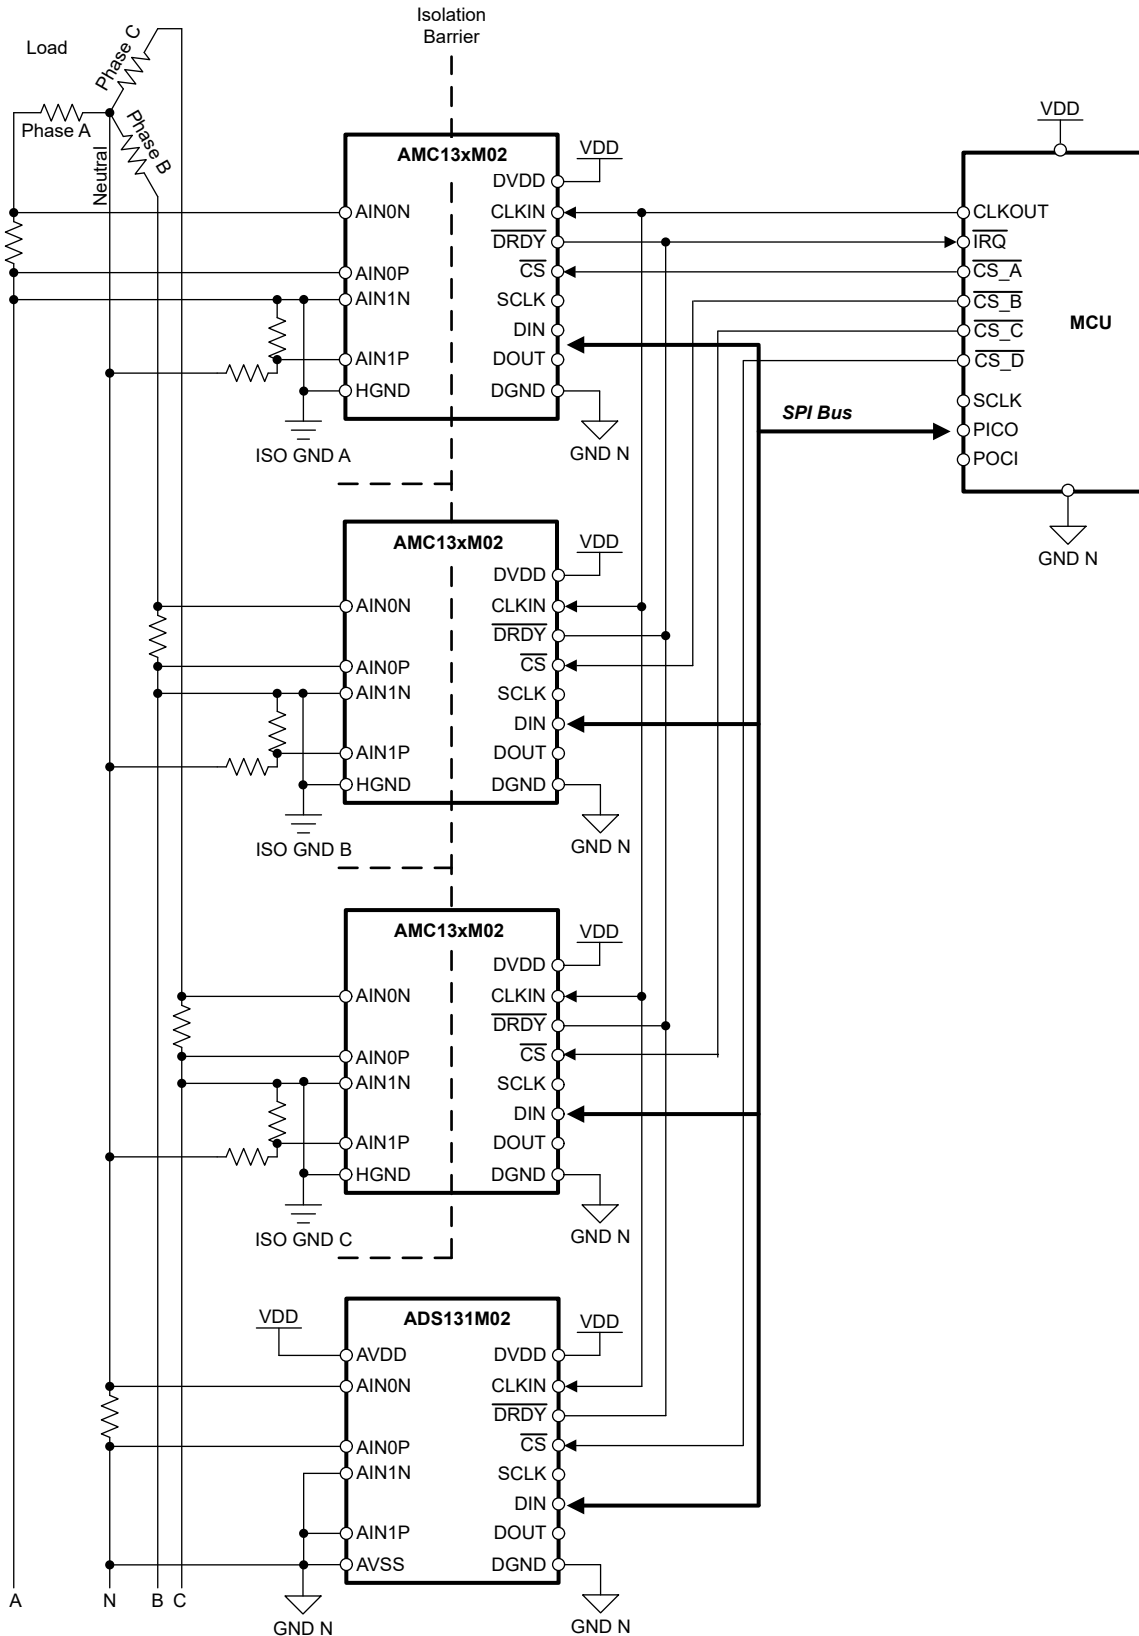 Isolation
Barrier
Load
Phase C
Phase A
Phase B
Neutral
AMC13xM02
VDD
DVDD
AIN0N
CLKIN
DRDY
AIN0P
CS
AIN1N
SCLK
DIN
AIN1P
DOUT
HGND
DGND
ISO GND A
GND N
VDD
CLKOUT
IRQ
CS_A
CS_B
CS_C
CS_D
MCU
SCLK
PICO
POCI
GND N
SPI Bus
AMC13xM02
VDD
DVDD
AIN0N
CLKIN
DRDY
AIN0P
CS
AIN1N
SCLK
DIN
AIN1P
DOUT
HGND
DGND
ISO GND B
GND N
AMC13xM02
VDD
DVDD
AIN0N
CLKIN
DRDY
AIN0P
CS
AIN1N
SCLK
DIN
AIN1P
DOUT
HGND
DGND
ISO GND C
GND N
VDD
ADS131M02
VDD
AVDD
DVDD
AIN0N
CLKIN
DRDY
AIN0P
CS
AIN1N
SCLK
DIN
AIN1P
DOUT
AVSS
DGND
A
N
B
C
GND N
GND N